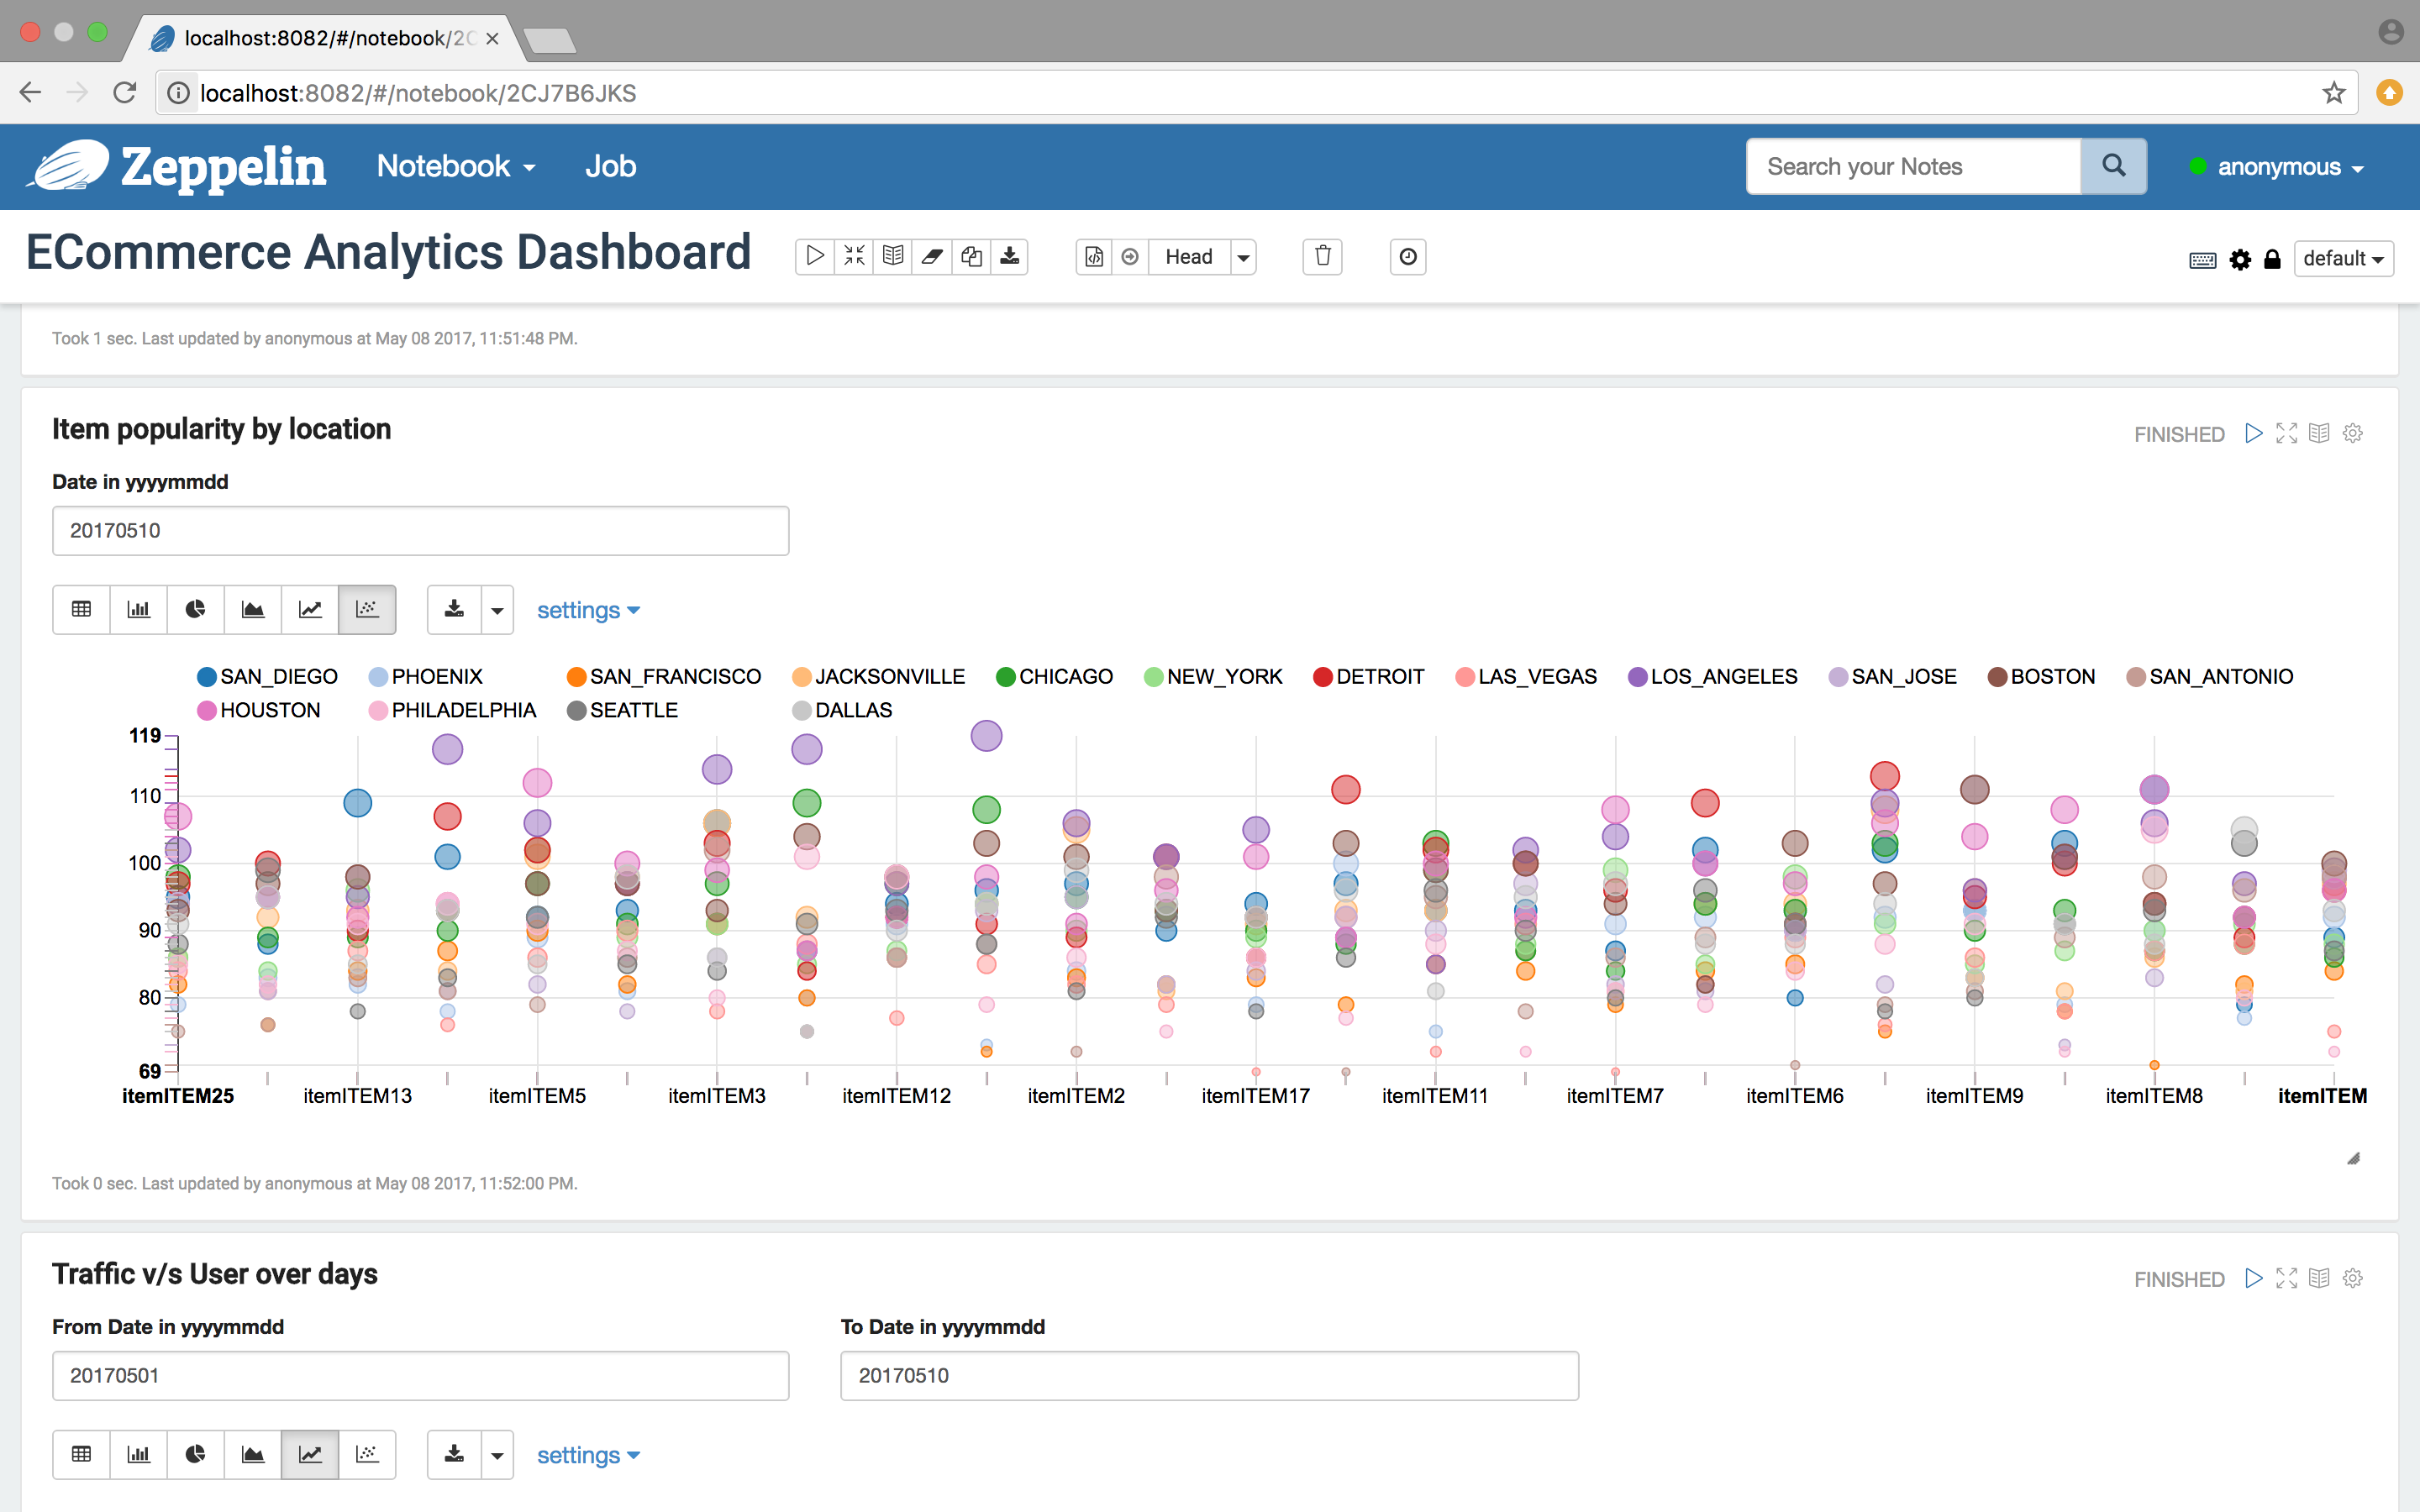 localhost:8082/#/notebook/2C
localhost:8082/#/notebook/2CJ7B6JKS
Zeppelin Notebook Job Search your Notes anonymous
ECommerce Analytics Dashboard Head default
Took 1 sec. Last updated by anonymous at May 08 2017, 11:51:48 PM.
Item popularity by location FINISHED
Date in yyyymmdd
20170510
settings
SAN_DIEGO PHOENIX SAN_FRANCISCO JACKSONVILLE CHICAGO NEW_YORK DETROIT LAS_VEGAS LOS_ANGELES SAN_JOSE BOSTON SAN_ANTONIO
HOUSTON PHILADELPHIA SEATTLE DALLAS
119
110
100
90
80
69
itemITEM25 itemITEM13 itemITEM5 itemITEM3 itemITEM12 itemITEM2 itemITEM17 itemITEM11 itemITEM7 itemITEM6 itemITEM9 itemITEM8 itemITEM
Took 0 sec. Last updated by anonymous at May 08 2017, 11:52:00 PM.
Traffic v/s User over days FINISHED
From Date in yyyymmdd To Date in yyyymmdd
20170501 20170510
settings